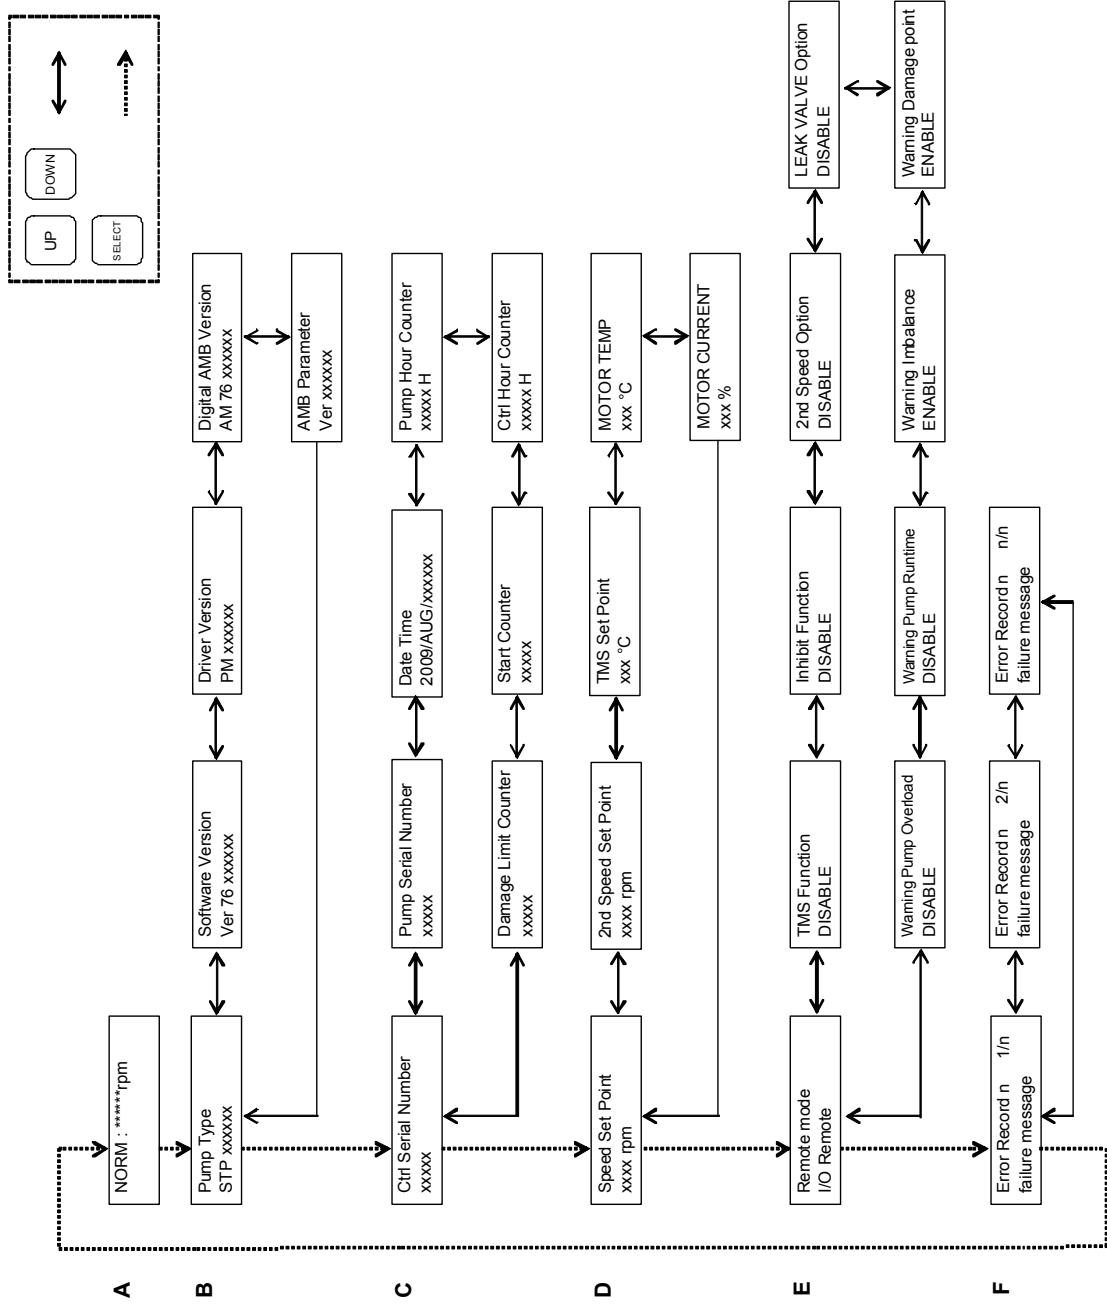 UP
DOWN
SELECT
A
NORM : ******rpm
B
Pump Type
STP xxxxxx
Software Version
Ver 76 xxxxxx
Driver Version
PM xxxxxx
Digital AMB Version
AM 76 xxxxxx
AMB Parameter
Ver xxxxxx
C
Ctrl Serial Number
xxxxx
Pump Serial Number
xxxxx
Date Time
2009/AUG/xxxxxx
Pump Hour Counter
xxxxx H
Damage Limit Counter
xxxxx
Start Counter
xxxxx
Ctrl Hour Counter
xxxxx H
D
Speed Set Point
xxxx rpm
2nd Speed Set Point
xxxx rpm
TMS Set Point
xxx °C
MOTOR TEMP
xxx °C
MOTOR CURRENT
xxx %
E
Remote mode
I/O Remote
TMS Function
DISABLE
Inhibit Function
DISABLE
2nd Speed Option
DISABLE
LEAK VALVE Option
DISABLE
Warning Pump Overload
DISABLE
Warning Pump Runtime
DISABLE
Warning Imbalance
ENABLE
Warning Damage point
ENABLE
F
Error Record n 1/n
failure message
Error Record n 2/n
failure message
Error Record n n/n
failure message